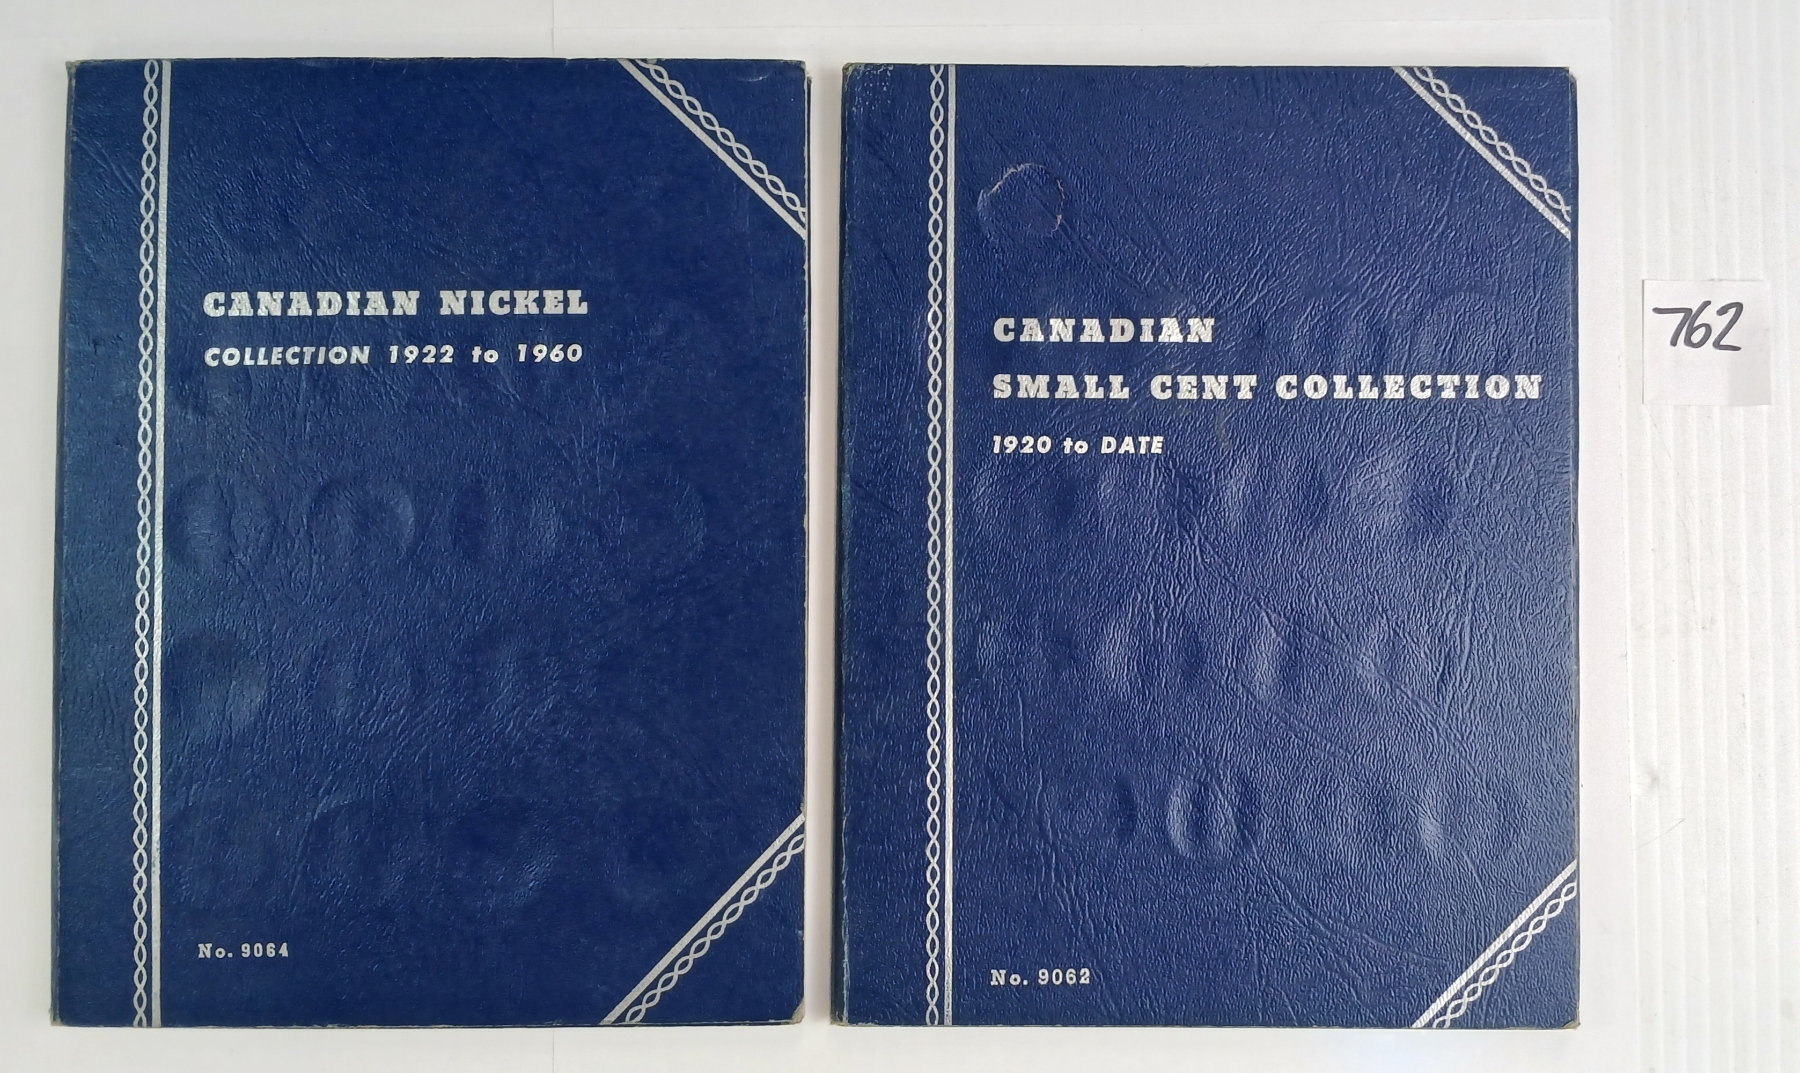 CANADIAN NICKEL
COLLECTION 1922 to 1960
No. 9064
CANADIAN
SMALL CENT COLLECTION
1920 to DATE
No. 9062
762